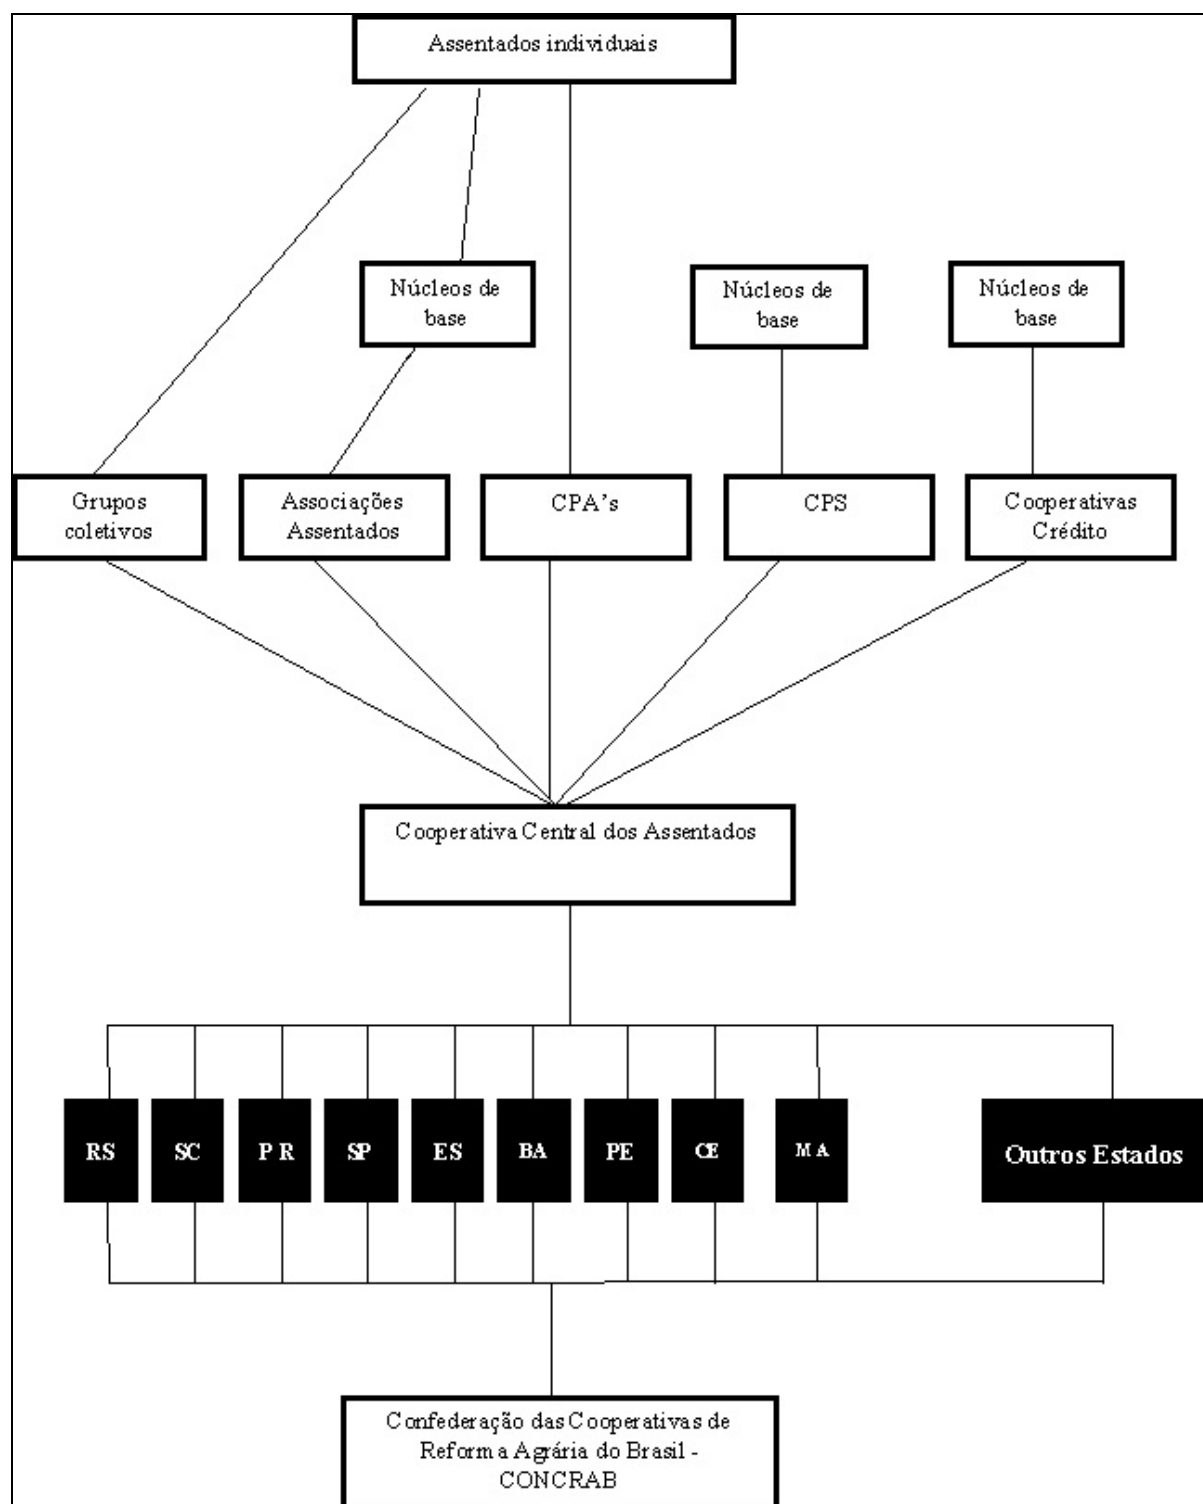 Assentados individuais
Núcleos de
base
Núcleos de
base
Núcleos de
base
Grupos
coletivos
Associações
Assentados
CPA's
CPS
Cooperativas
Crédito
Cooperativa Central dos Assentados
RS
SC
PR
SP
ES
BA
PE
CE
MA
Outros Estados
Confederação das Cooperativas de
Reforma Agrária do Brasil -
CONCRAB